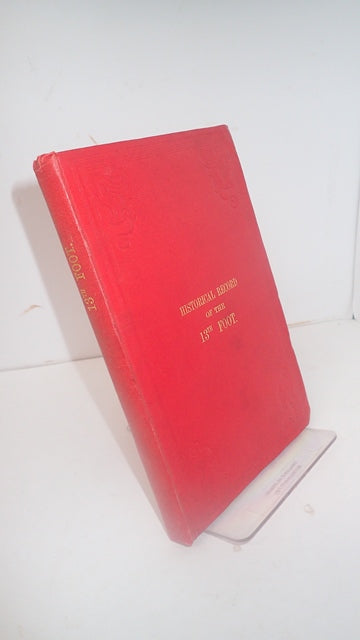 HISTORICAL RECORD
OF THE
13TH FOOT.
13TH FOOT.